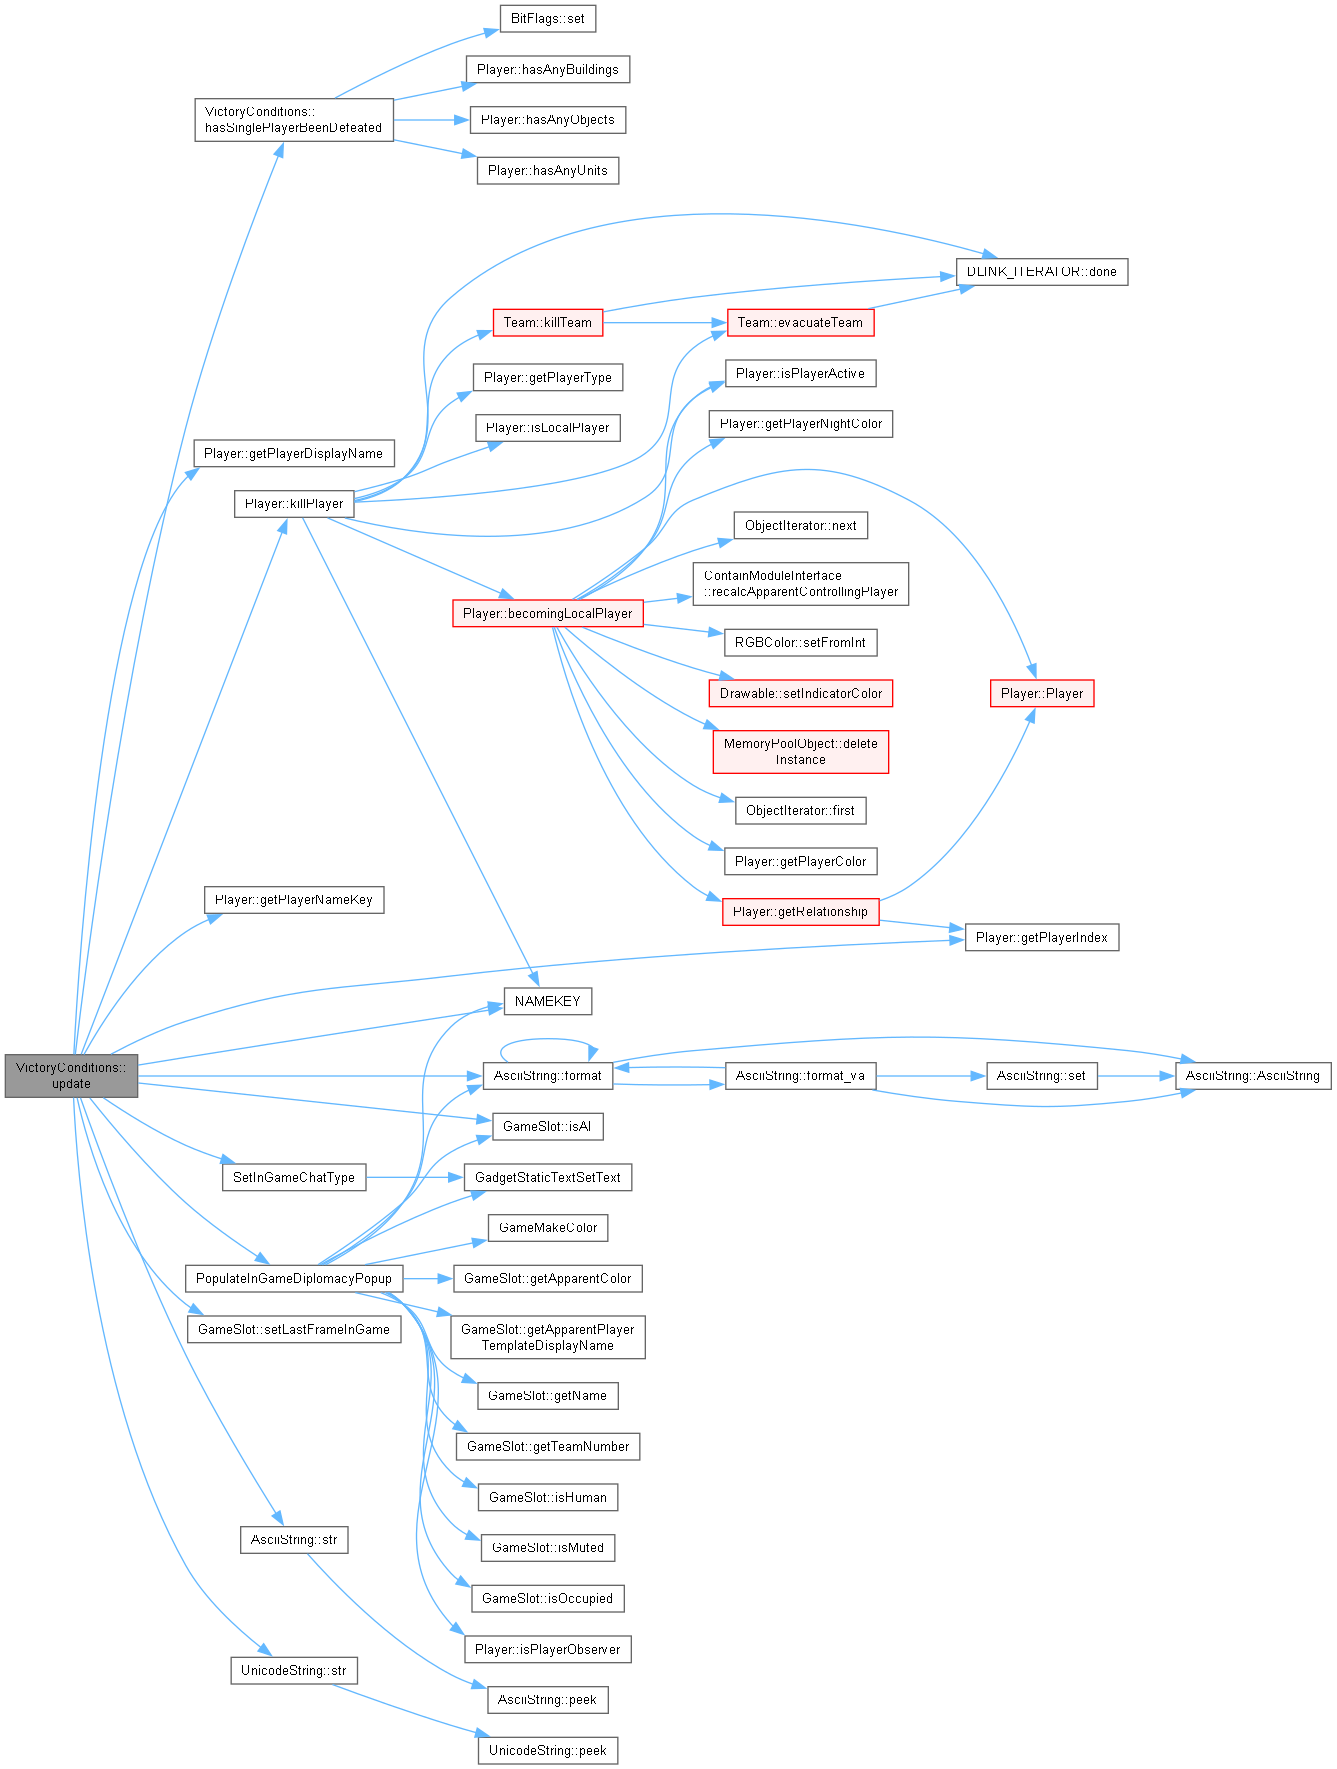 BitFlags::set
Player::hasAnyBuildings
VictoryConditions::
hasSinglePlayerBeenDefeated
Player::hasAnyObjects
Player::hasAnyUnits
DLINK_ITERATOR::done
Team::killTeam
Team::evacuateTeam
Player::getPlayerType
Player::isPlayerActive
Player::isLocalPlayer
Player::getPlayerNightColor
Player::getPlayerDisplayName
Player::killPlayer
ObjectIterator::next
ContainModuleInterface
::recalcApparentControllingPlayer
Player::becomingLocalPlayer
RGBColor::setFromInt
Drawable::setIndicatorColor
Player::Player
MemoryPoolObject::delete
Instance
ObjectIterator::first
Player::getPlayerColor
Player::getPlayerNameKey
Player::getRelationship
Player::getPlayerIndex
NAMEKEY
VictoryConditions::
update
AsciiString::format
AsciiString::format_va
AsciiString::set
AsciiString::AsciiString
GameSlot::isAI
SetInGameChatType
GadgetStaticTextSetText
GameMakeColor
PopulateInGameDiplomacyPopup
GameSlot::getApparentColor
GameSlot::setLastFrameInGame
GameSlot::getApparentPlayer
TemplateDisplayName
GameSlot::getName
GameSlot::getTeamNumber
GameSlot::isHuman
AsciiString::str
GameSlot::isMuted
GameSlot::isOccupied
Player::isPlayerObserver
UnicodeString::str
AsciiString::peek
UnicodeString::peek